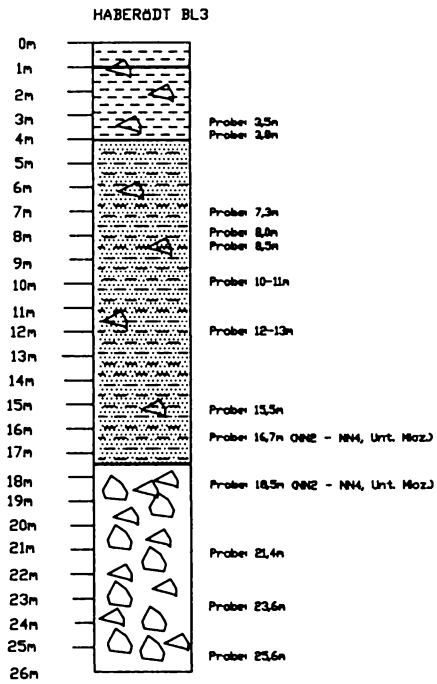 HABERÖDT BL3
0m
1m
2m
3m
Probe: 3,5m
Probe: 3,8m
4m
5m
6m
7m
Probe: 7,3m
8m
Probe: 8,0m
Probe: 8,5m
9m
10m
Probe: 10-11m
11m
12m
Probe: 12-13m
13m
14m
15m
Probe: 15,5m
16m
Probe: 16,7m (NN2 - NN4, Unt. Mioz.)
17m
18m
Probe: 18,5m (NN2 - NN4, Unt. Mioz.)
19m
20m
21m
Probe: 21,4m
22m
23m
Probe: 23,6m
24m
25m
Probe: 25,6m
26m